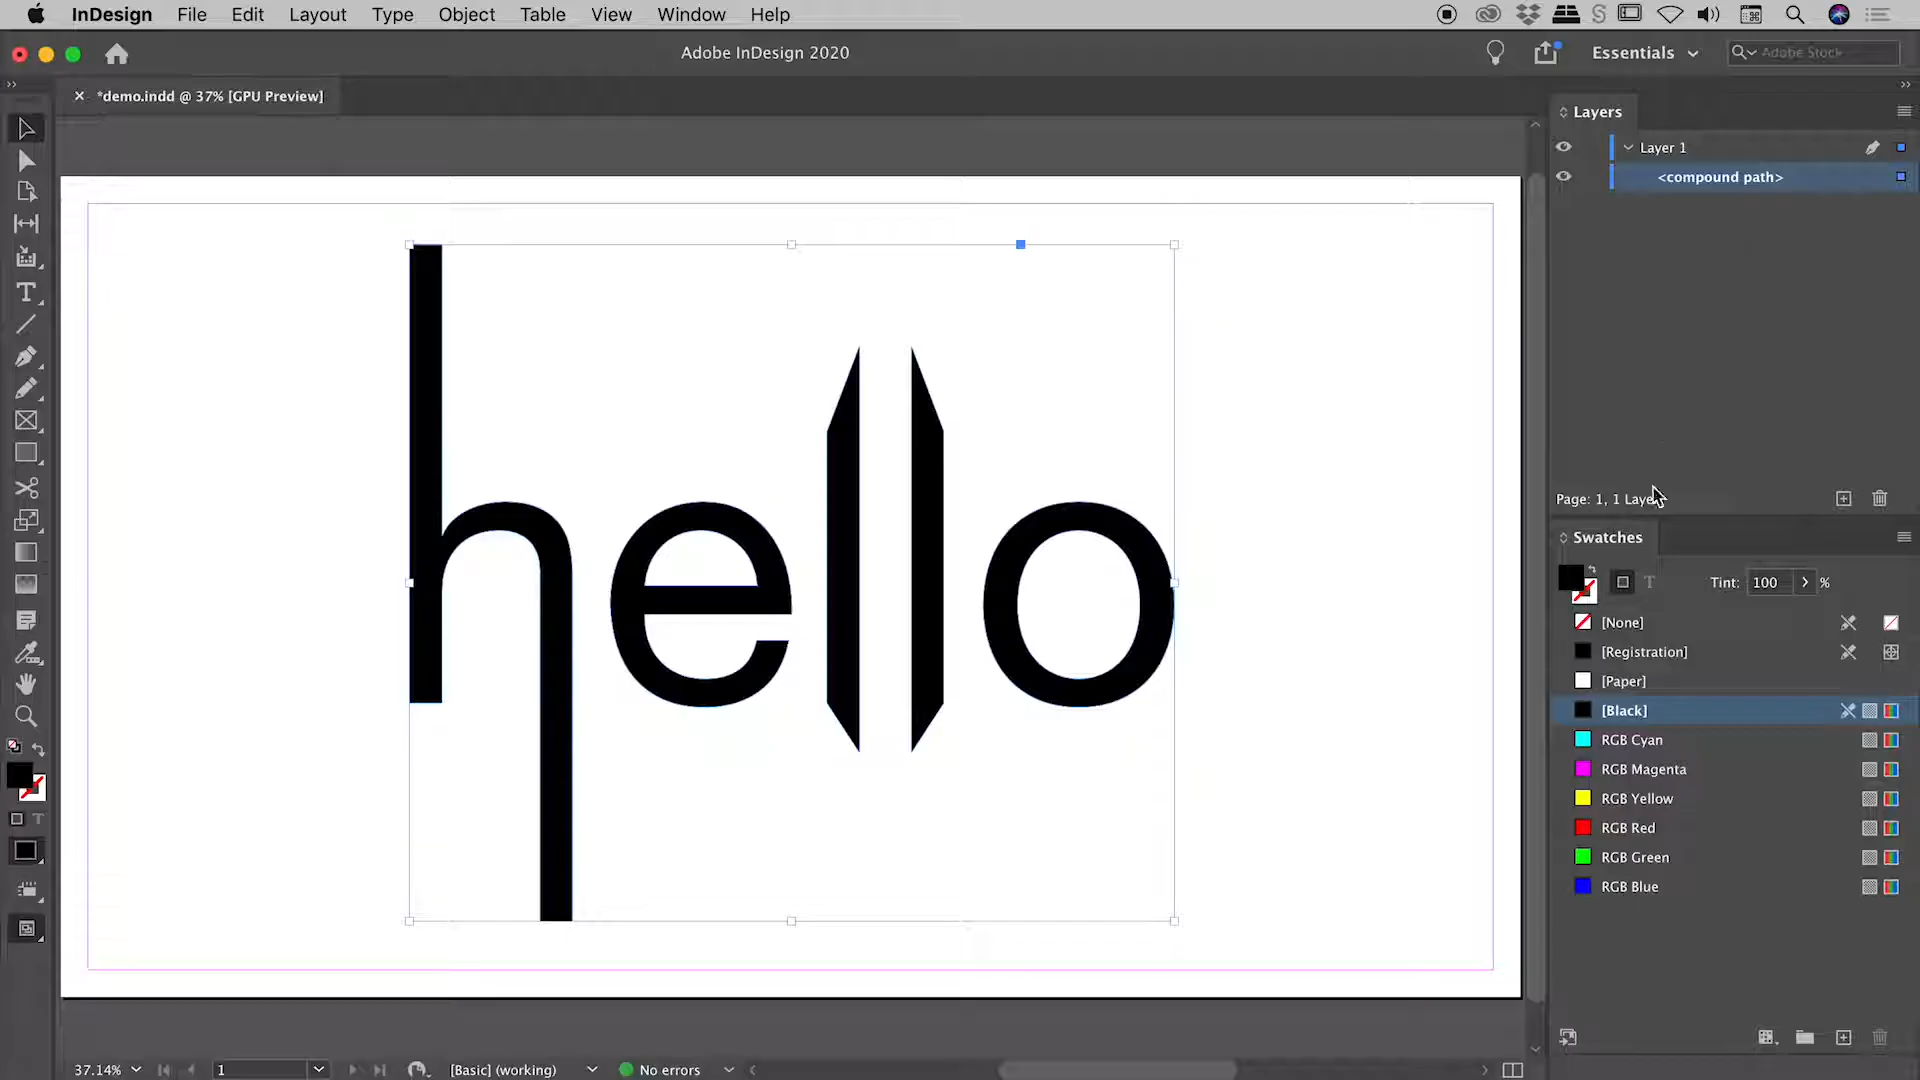 InDesign File Edit Layout Type Object Table View Window Help
Adobe InDesign 2020
Essentials
Adobe Stock
*demo.indd @ 37% [GPU Preview]
Layers
Layer 1
<compound path>
hello
Page: 1, 1 Laye
Swatches
T
Tint: 100 %
[None]
[Registration]
[Paper]
[Black]
RGB Cyan
RGB Magenta
RGB Yellow
RGB Red
RGB Green
RGB Blue
37.14% 1 [Basic] (working) No errors